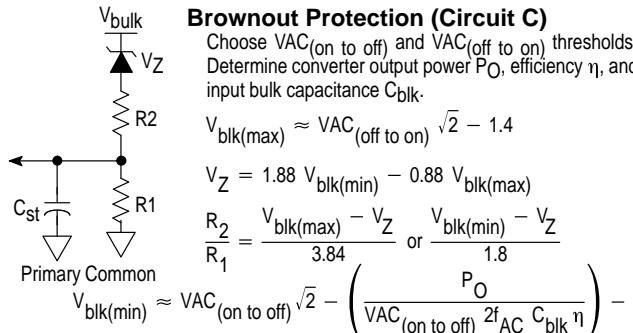 Brownout Protection (Circuit C)
Choose VAC(on to off) and VAC(off to on) thresholds
Determine converter output power PO, efficiency η, and
input bulk capacitance Cblk.
Vblk(max) ≈ VAC(off to on) √2 − 1.4
VZ = 1.88 Vblk(min) − 0.88 Vblk(max)
R2/R1 = (Vblk(max) − VZ)/3.84 or (Vblk(min) − VZ)/1.8
Vblk(min) ≈ VAC(on to off) √2 − (PO/(VAC(on to off) 2fAC Cblk η)) −
Vbulk
VZ
R2
R1
Cst
Primary Common